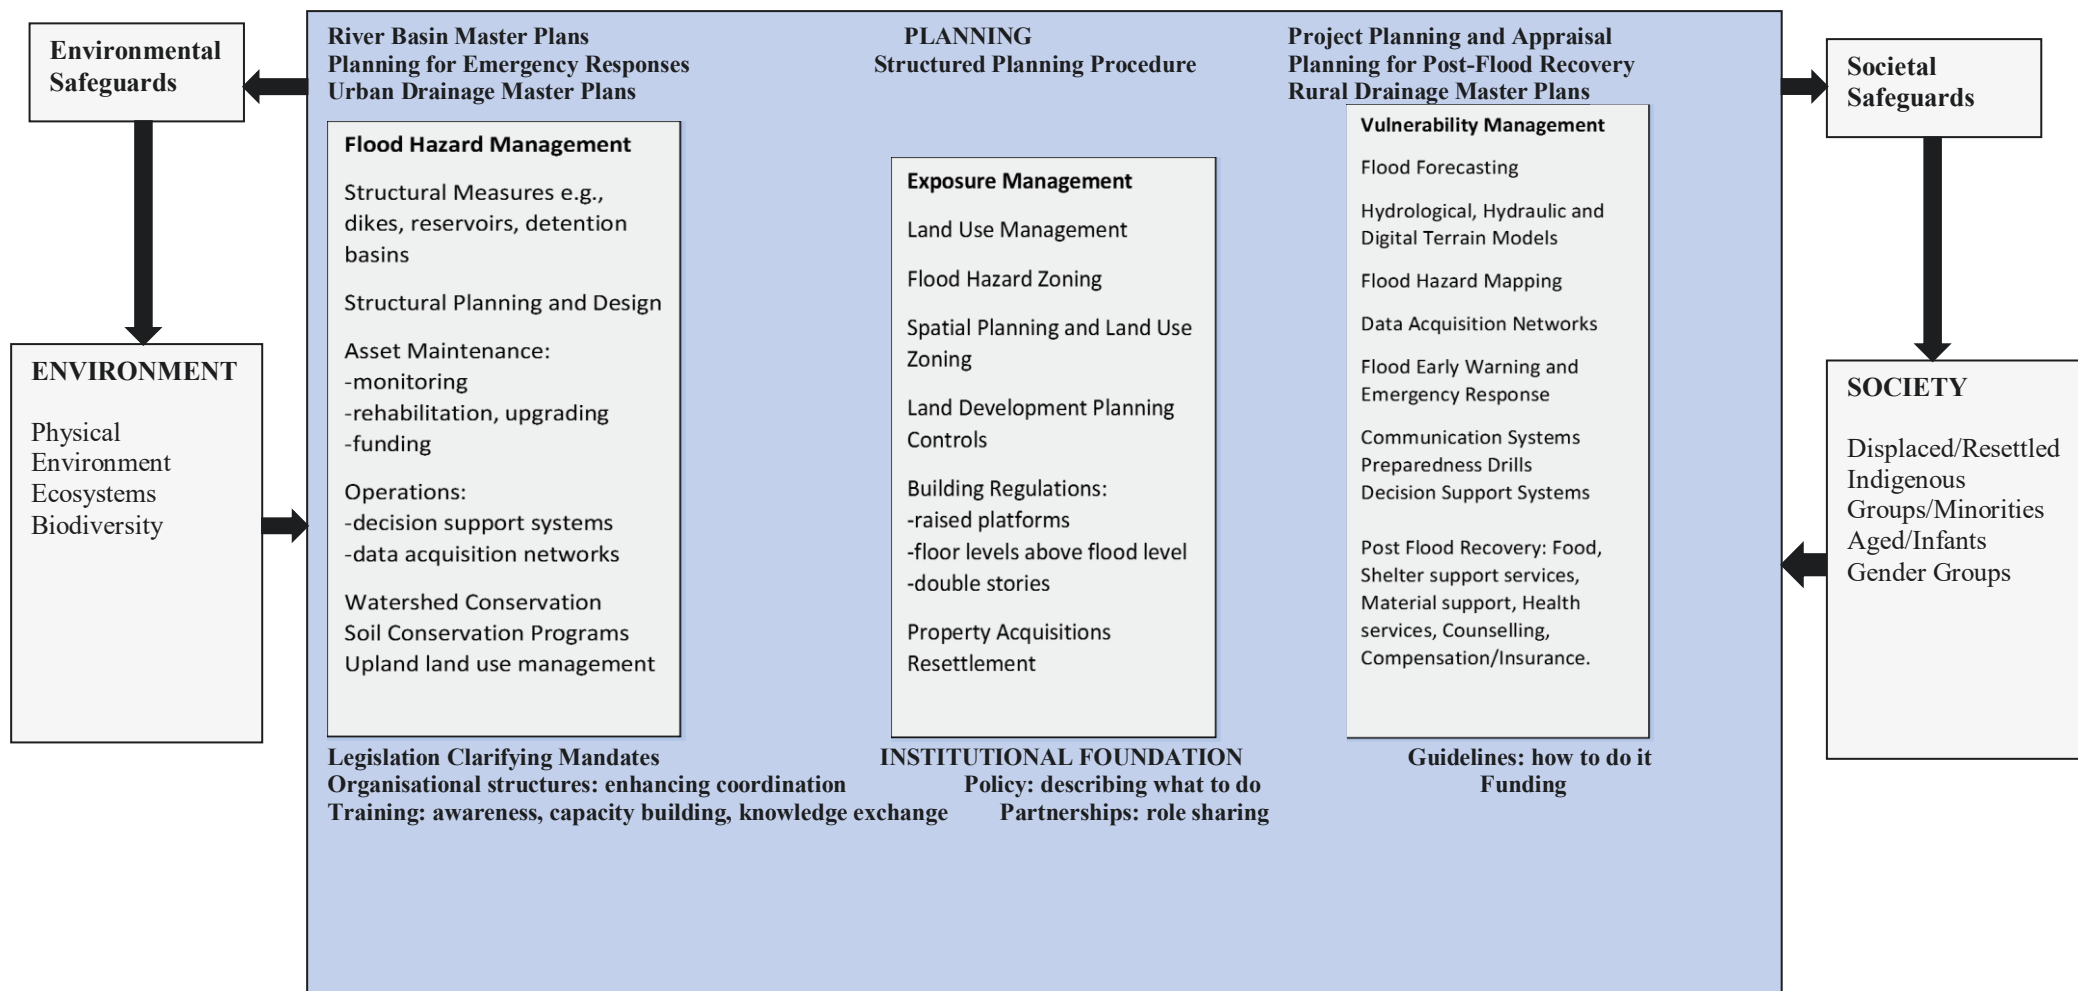 Environmental
Safeguards
River Basin Master Plans
Planning for Emergency Responses
Urban Drainage Master Plans
PLANNING
Structured Planning Procedure
Project Planning and Appraisal
Planning for Post-Flood Recovery
Rural Drainage Master Plans
Societal
Safeguards
ENVIRONMENT
Physical
Environment
Ecosystems
Biodiversity
Flood Hazard Management
Structural Measures e.g.,
dikes, reservoirs, detention
basins
Structural Planning and Design
Asset Maintenance:
-monitoring
-rehabilitation, upgrading
-funding
Operations:
-decision support systems
-data acquisition networks
Watershed Conservation
Soil Conservation Programs
Upland land use management
Exposure Management
Land Use Management
Flood Hazard Zoning
Spatial Planning and Land Use
Zoning
Land Development Planning
Controls
Building Regulations:
-raised platforms
-floor levels above flood level
-double stories
Property Acquisitions
Resettlement
Vulnerability Management
Flood Forecasting
Hydrological, Hydraulic and
Digital Terrain Models
Flood Hazard Mapping
Data Acquisition Networks
Flood Early Warning and
Emergency Response
Communication Systems
Preparedness Drills
Decision Support Systems
Post Flood Recovery: Food,
Shelter support services,
Material support, Health
services, Counselling,
Compensation/Insurance.
SOCIETY
Displaced/Resettled
Indigenous
Groups/Minorities
Aged/Infants
Gender Groups
Legislation Clarifying Mandates INSTITUTIONAL FOUNDATION Guidelines: how to do it
Organisational structures: enhancing coordination Policy: describing what to do Funding
Training: awareness, capacity building, knowledge exchange Partnerships: role sharing